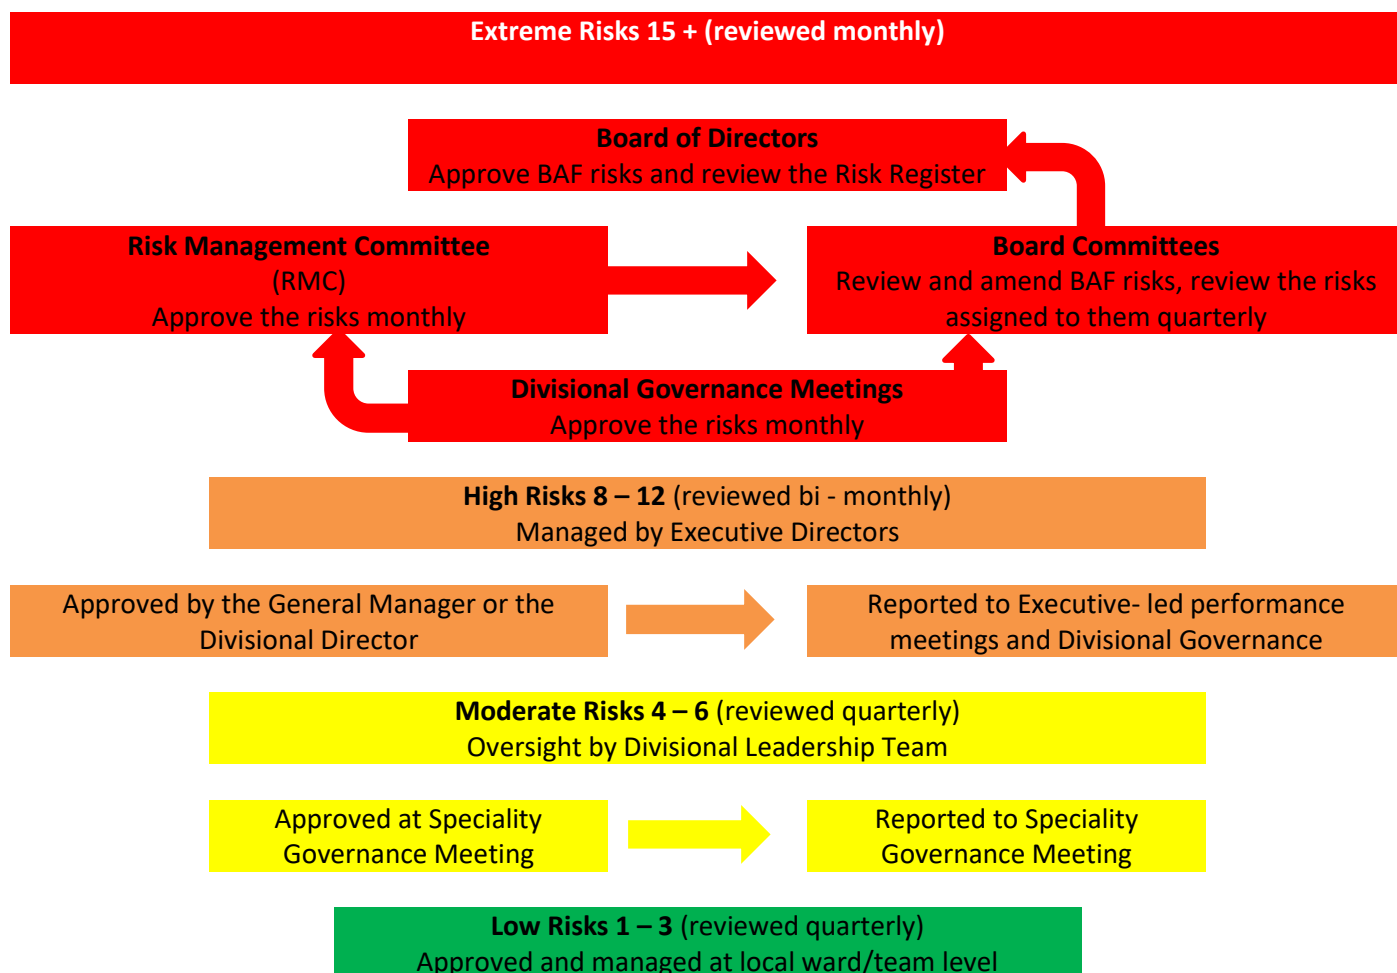 Extreme Risks 15 + (reviewed monthly)
Board of Directors
Approve BAF risks and review the Risk Register
Risk Management Committee
(RMC)
Approve the risks monthly
Board Committees
Review and amend BAF risks, review the risks
assigned to them quarterly
Divisional Governance Meetings
Approve the risks monthly
High Risks 8 – 12 (reviewed bi - monthly)
Managed by Executive Directors
Approved by the General Manager or the
Divisional Director
Reported to Executive- led performance
meetings and Divisional Governance
Moderate Risks 4 – 6 (reviewed quarterly)
Oversight by Divisional Leadership Team
Approved at Speciality
Governance Meeting
Reported to Speciality
Governance Meeting
Low Risks 1 – 3 (reviewed quarterly)
Approved and managed at local ward/team level